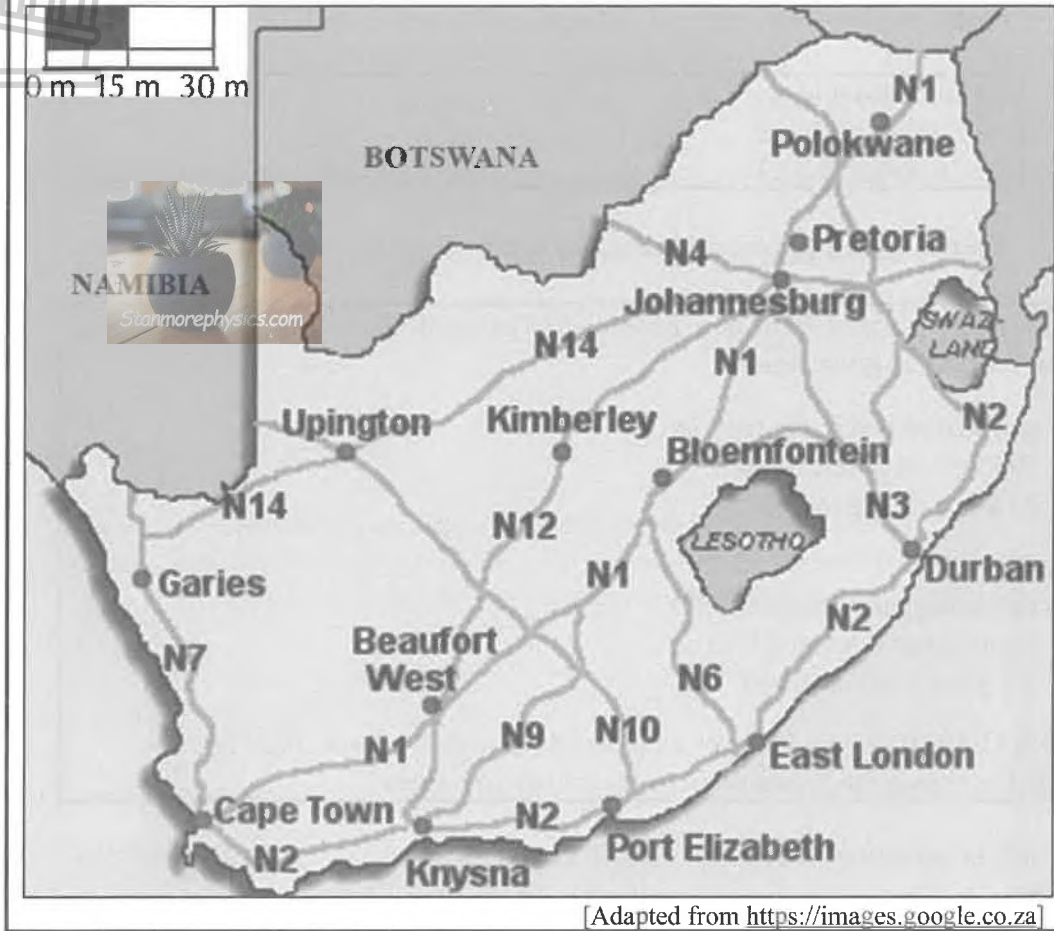 0 m 15 m 30 m
N1
Polokwane
BOTSWANA
Pretoria
N4
NAMIBIA
Johannesburg
Stanmorephysics.com
SWAZI-
LAND
N14
N1
Upington
Kimberley
N2
Bloemfontein
N14
N12
N3
LESOTHO
Durban
Garies
N1
N2
Beaufort
West
N7
N6
N9
N10
N1
East London
Cape Town
N2
N2
Port Elizabeth
Knysna
[Adapted from https://images.google.co.za]